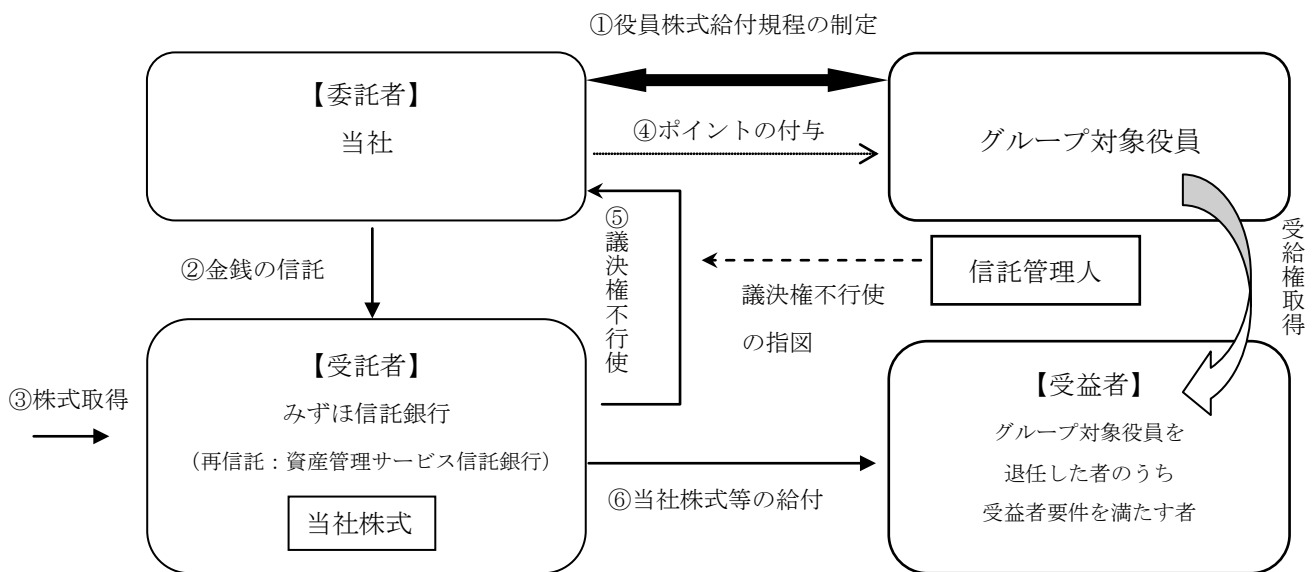 ①役員株式給付規程の制定
【委託者】
当社
④ポイントの付与
グループ対象役員
②金銭の信託
⑤議決権不行使
議決権不行使
の指図
信託管理人
受給権取得
③株式取得
【受託者】
みずほ信託銀行
(再信託：資産管理サービス信託銀行)
当社株式
⑥当社株式等の給付
【受益者】
グループ対象役員を
退任した者のうち
受益者要件を満たす者